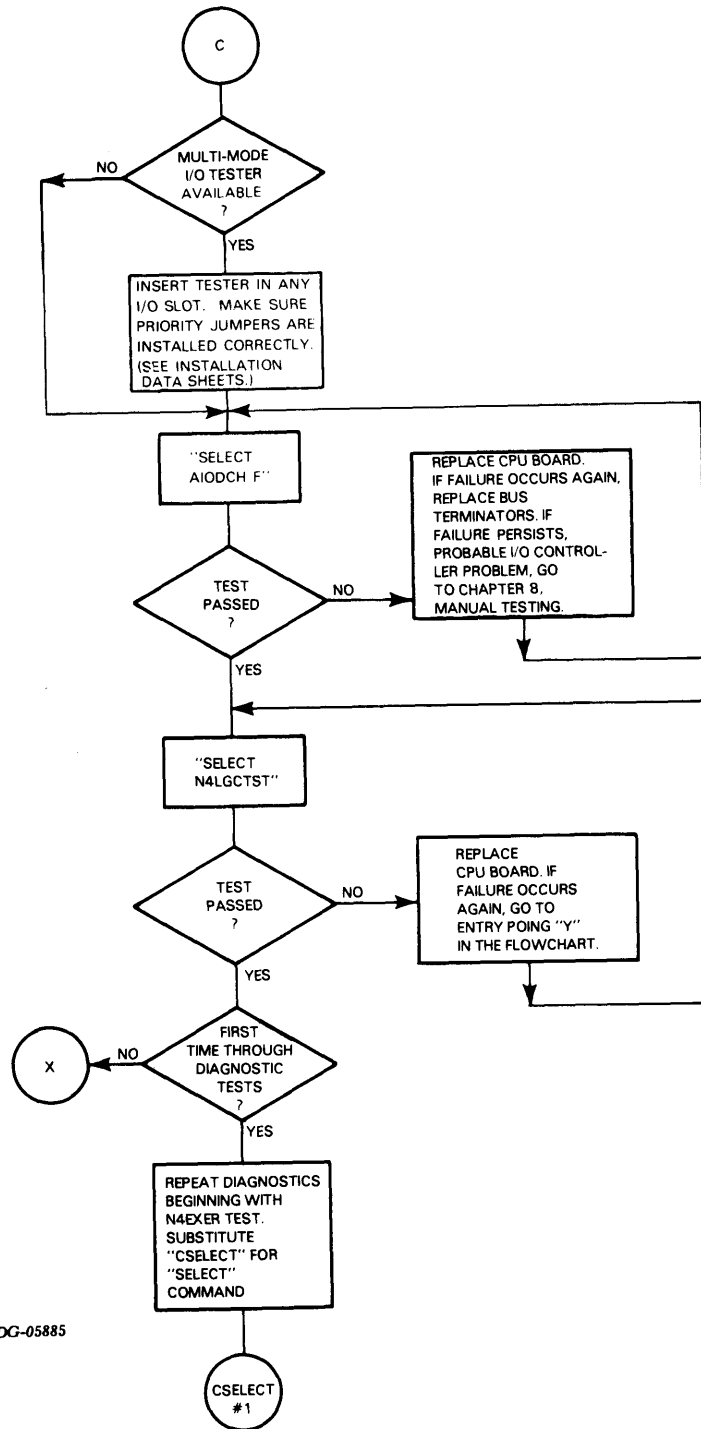 C
MULTI-MODE
I/O TESTER
AVAILABLE
?
NO
YES
INSERT TESTER IN ANY
I/O SLOT. MAKE SURE
PRIORITY JUMPERS ARE
INSTALLED CORRECTLY.
(SEE INSTALLATION
DATA SHEETS.)
"SELECT
AIODCH F"
TEST
PASSED
?
NO
REPLACE CPU BOARD.
IF FAILURE OCCURS AGAIN,
REPLACE BUS
TERMINATORS. IF
FAILURE PERSISTS,
PROBABLE I/O CONTROL-
LER PROBLEM, GO
TO CHAPTER 8,
MANUAL TESTING.
YES
"SELECT
N4LGCTST"
TEST
PASSED
?
NO
REPLACE
CPU BOARD. IF
FAILURE OCCURS
AGAIN, GO TO
ENTRY POING "Y"
IN THE FLOWCHART.
YES
FIRST
TIME THROUGH
DIAGNOSTIC
TESTS
?
NO
X
YES
REPEAT DIAGNOSTICS
BEGINNING WITH
N4EXER TEST.
SUBSTITUTE
"CSELECT" FOR
"SELECT"
COMMAND
DG-05885
CSELECT
#1